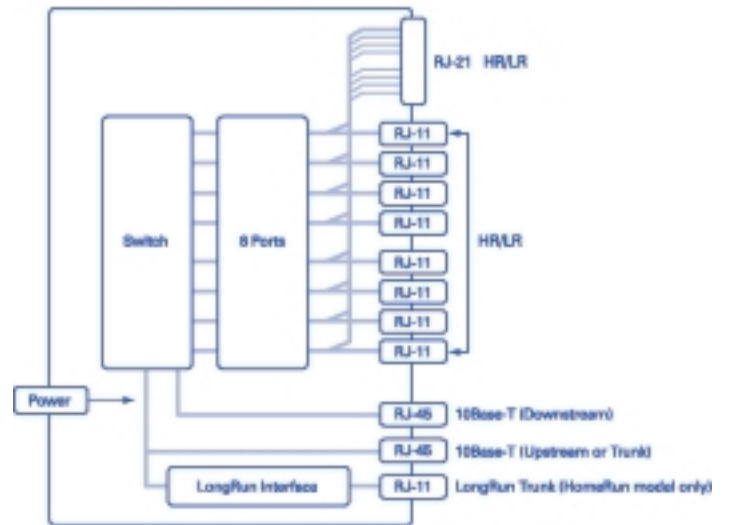 RJ-21 HR/LR
RJ-11
RJ-11
RJ-11
RJ-11
Switch
8 Ports
HR/LR
RJ-11
RJ-11
RJ-11
RJ-11
Power
RJ-45 10Base-T (Downstream)
RJ-45 10Base-T (Upstream or Trunk)
LongRun Interface
RJ-11 LongRun Trunk (HomeRun model only)